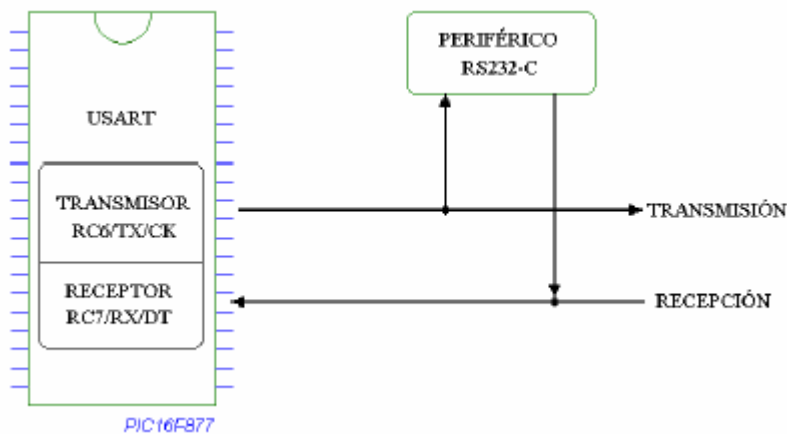 PERIFÉRICO
RS232-C
USART
TRANSMISOR
RC6/TX/CK
TRANSMISIÓN
RECEPTOR
RC7/RX/DT
RECEPCIÓN
PIC16F877